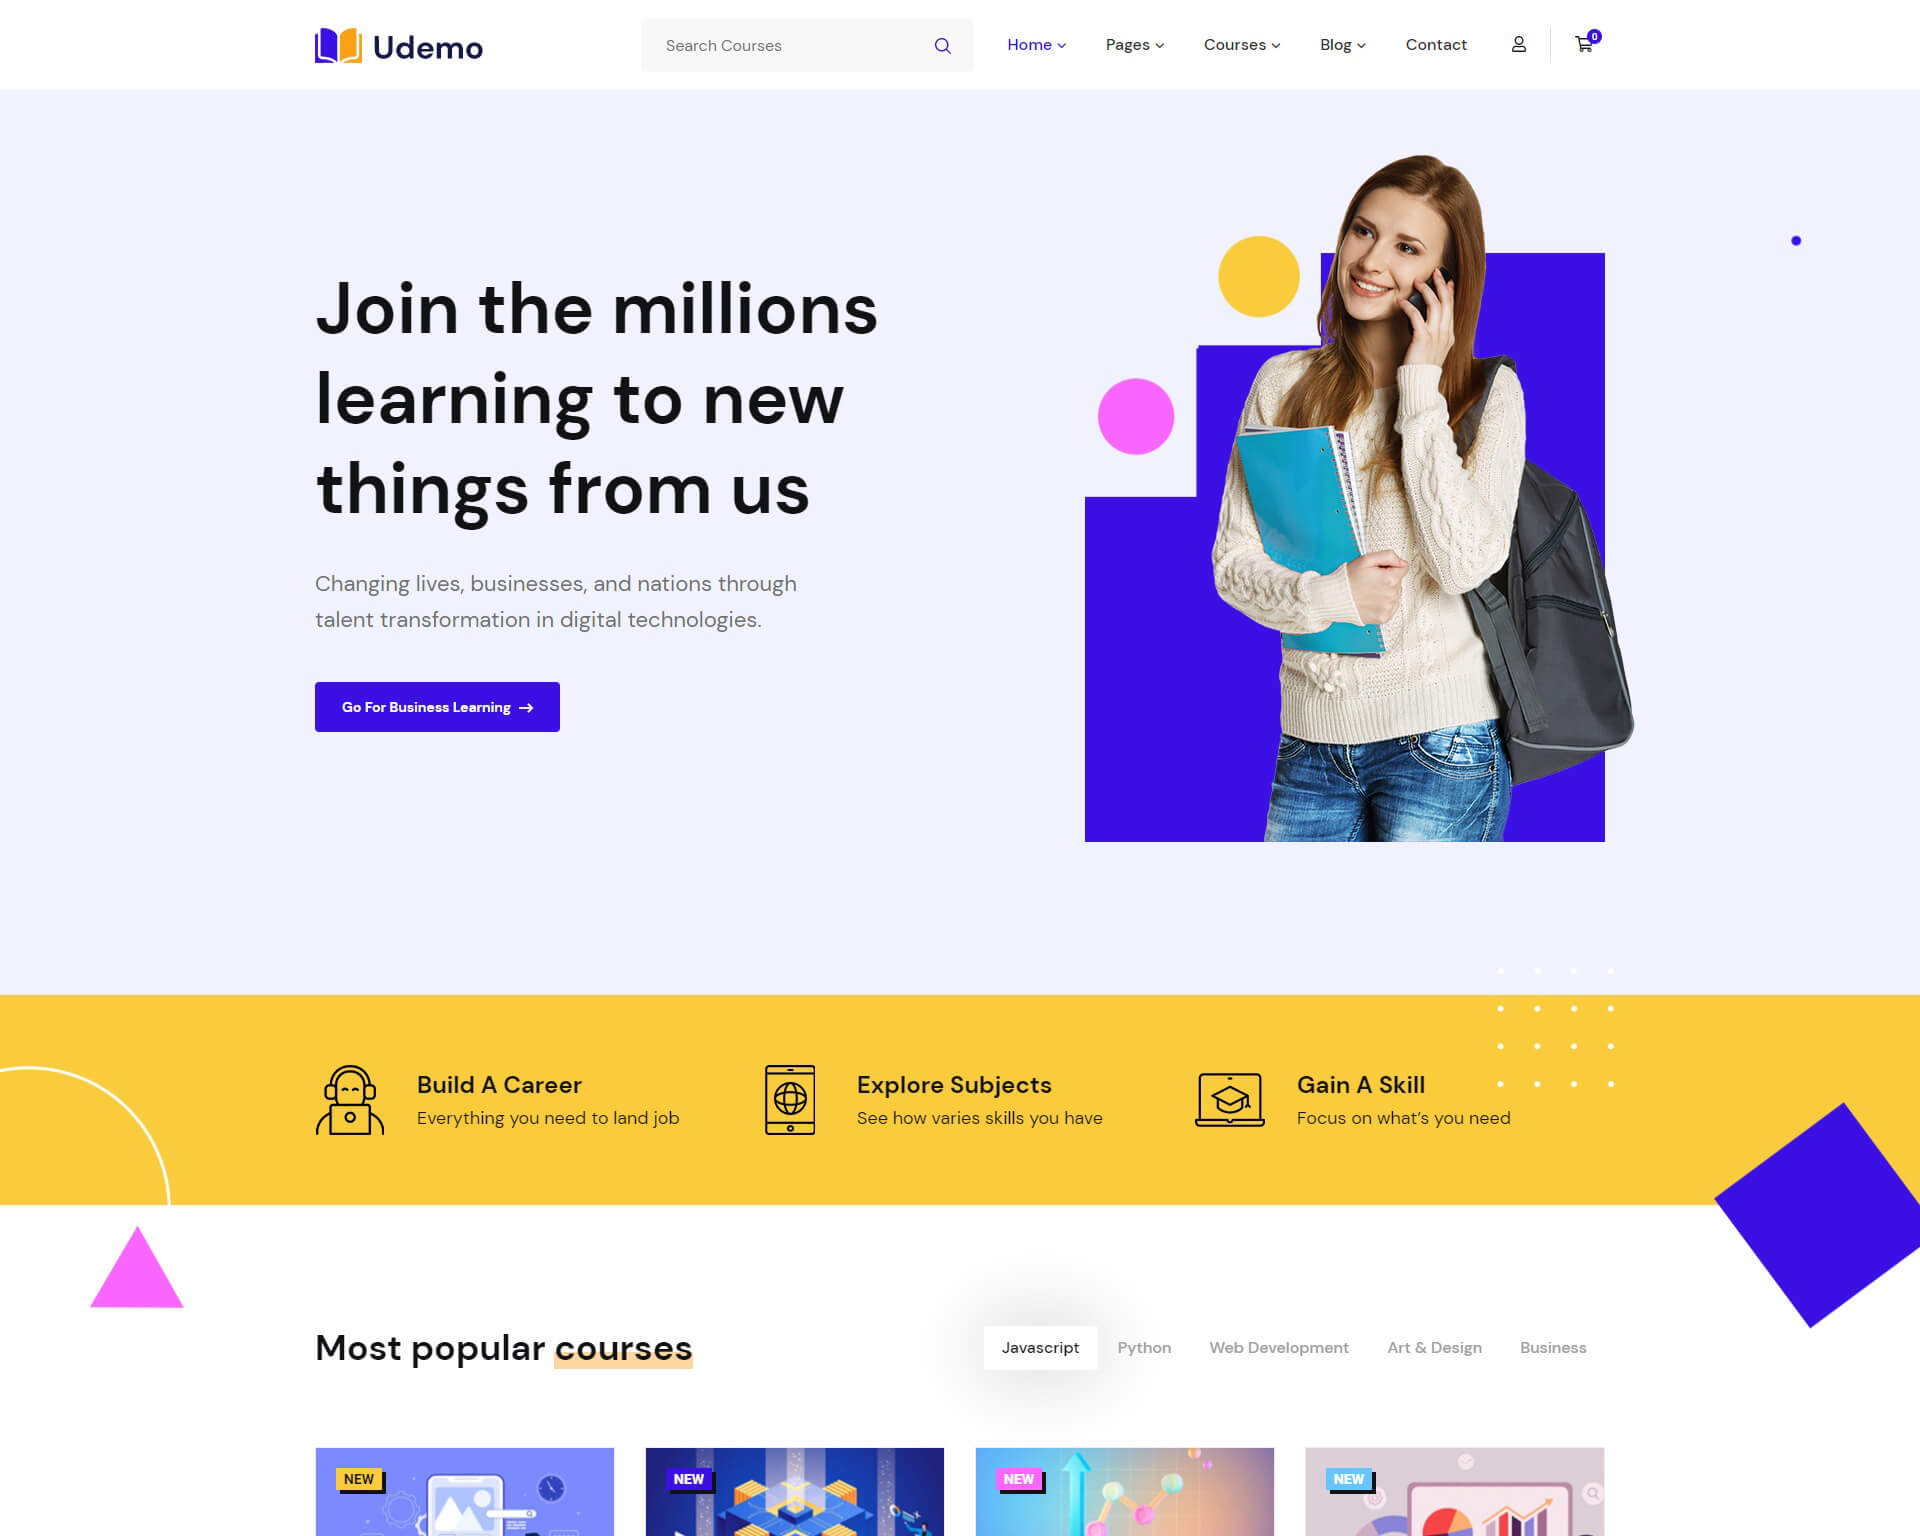 Udemo
Search Courses
Home
Pages
Courses
Blog
Contact
0
Join the millions
learning to new
things from us
Changing lives, businesses, and nations through
talent transformation in digital technologies.
Go For Business Learning
Build A Career
Everything you need to land job
Explore Subjects
See how varies skills you have
Gain A Skill
Focus on what's you need
Most popular courses
Javascript
Python
Web Development
Art & Design
Business
NEW
NEW
NEW
NEW